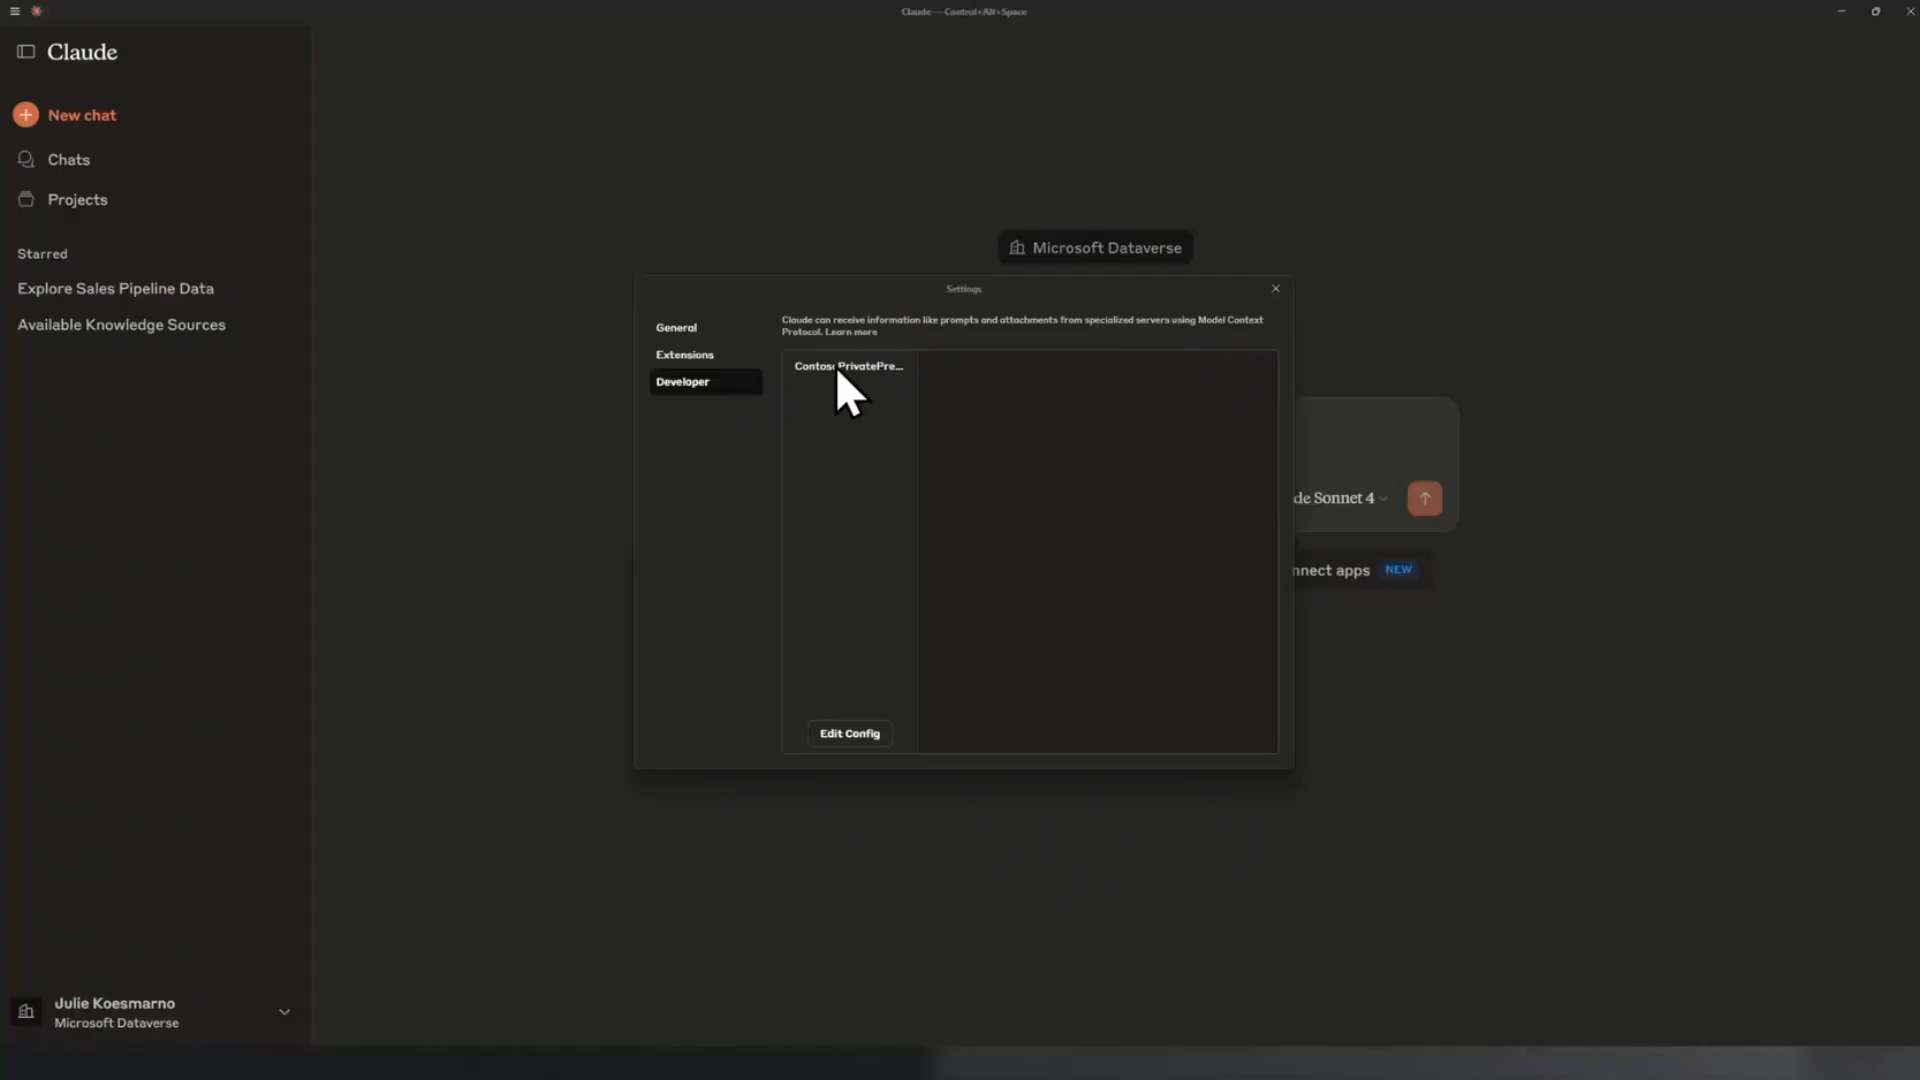 Claude — Control+Alt+Space
Claude
New chat
Chats
Projects
Starred
Explore Sales Pipeline Data
Available Knowledge Sources
Microsoft Dataverse
Settings
General
Extensions
Developer
Claude can receive information like prompts and attachments from specialized servers using Model Context
Protocol. Learn more
Contoso PrivatePre...
Edit Config
de Sonnet 4
nnect apps NEW
Julie Koesmarno
Microsoft Dataverse